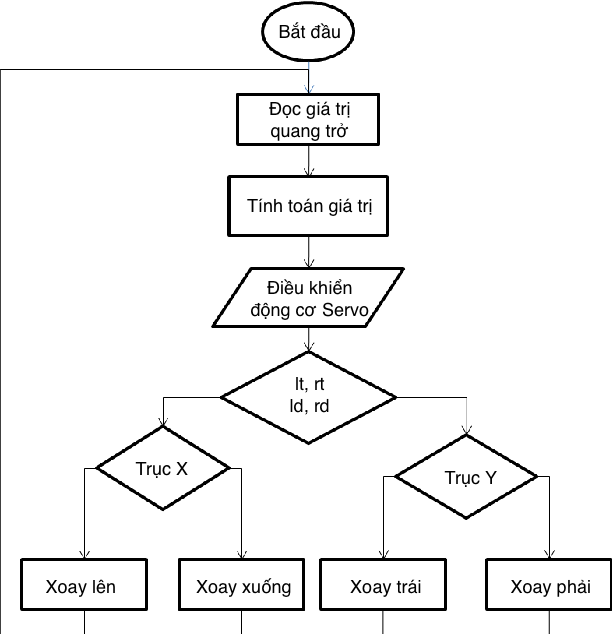 Bắt đầu
Đọc giá trị
quang trở
Tính toán giá trị
Điều khiển
động cơ Servo
lt, rt
ld, rd
Trục X
Trục Y
Xoay lên
Xoay xuống
Xoay trái
Xoay phải